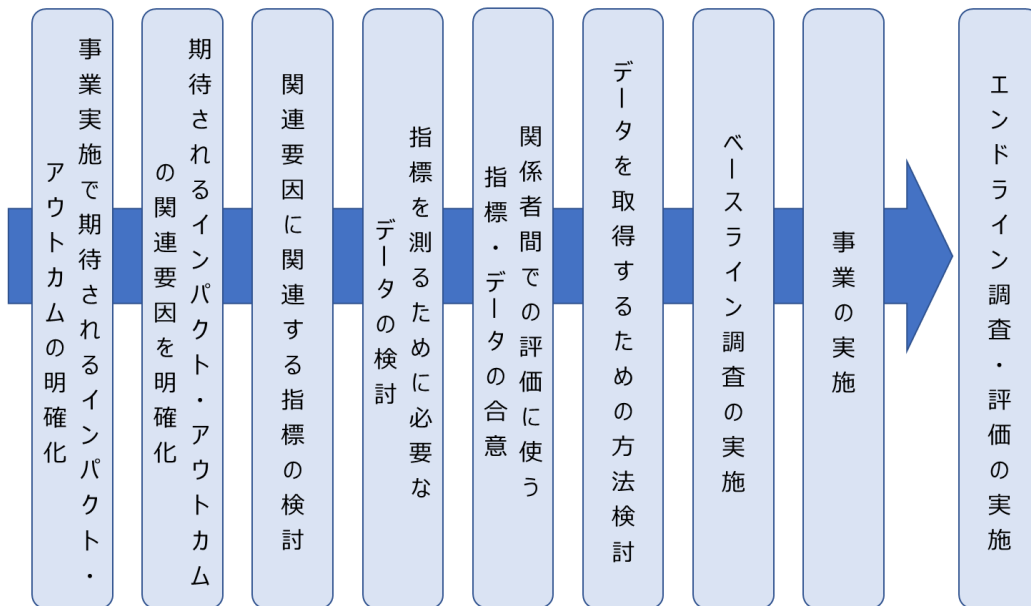 事業実施で期待されるインパクト・
アウトカムの明確化
期待されるインパクト・アウトカム
の関連要因を明確化
関連要因に関連する指標の検討
指標を測るために必要な
データの検討
関係者間での評価に使う
指標・データの合意
データを取得するための方法検討
ベースライン調査の実施
事業の実施
エンドライン調査・評価の実施